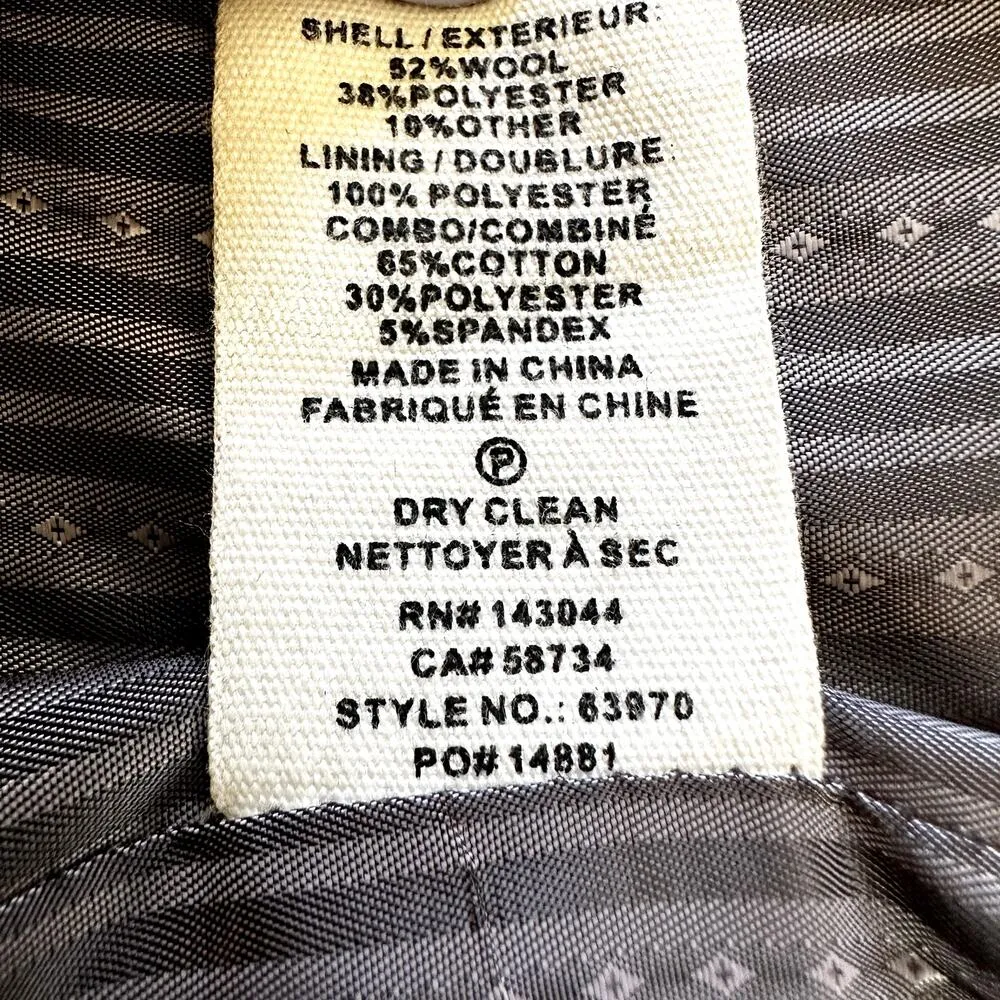 SHELL / EXTERIEUR:
52%WOOL
38%POLYESTER
10%OTHER
LINING / DOUBLURE:
100% POLYESTER
COMBO/COMBINÉ
65%COTTON
30%POLYESTER
5%SPANDEX
MADE IN CHINA
FABRIQUÉ EN CHINE
P
DRY CLEAN
NETTOYER À SEC
RN# 143044
CA# 58734
STYLE NO.: 63970
PO# 14881